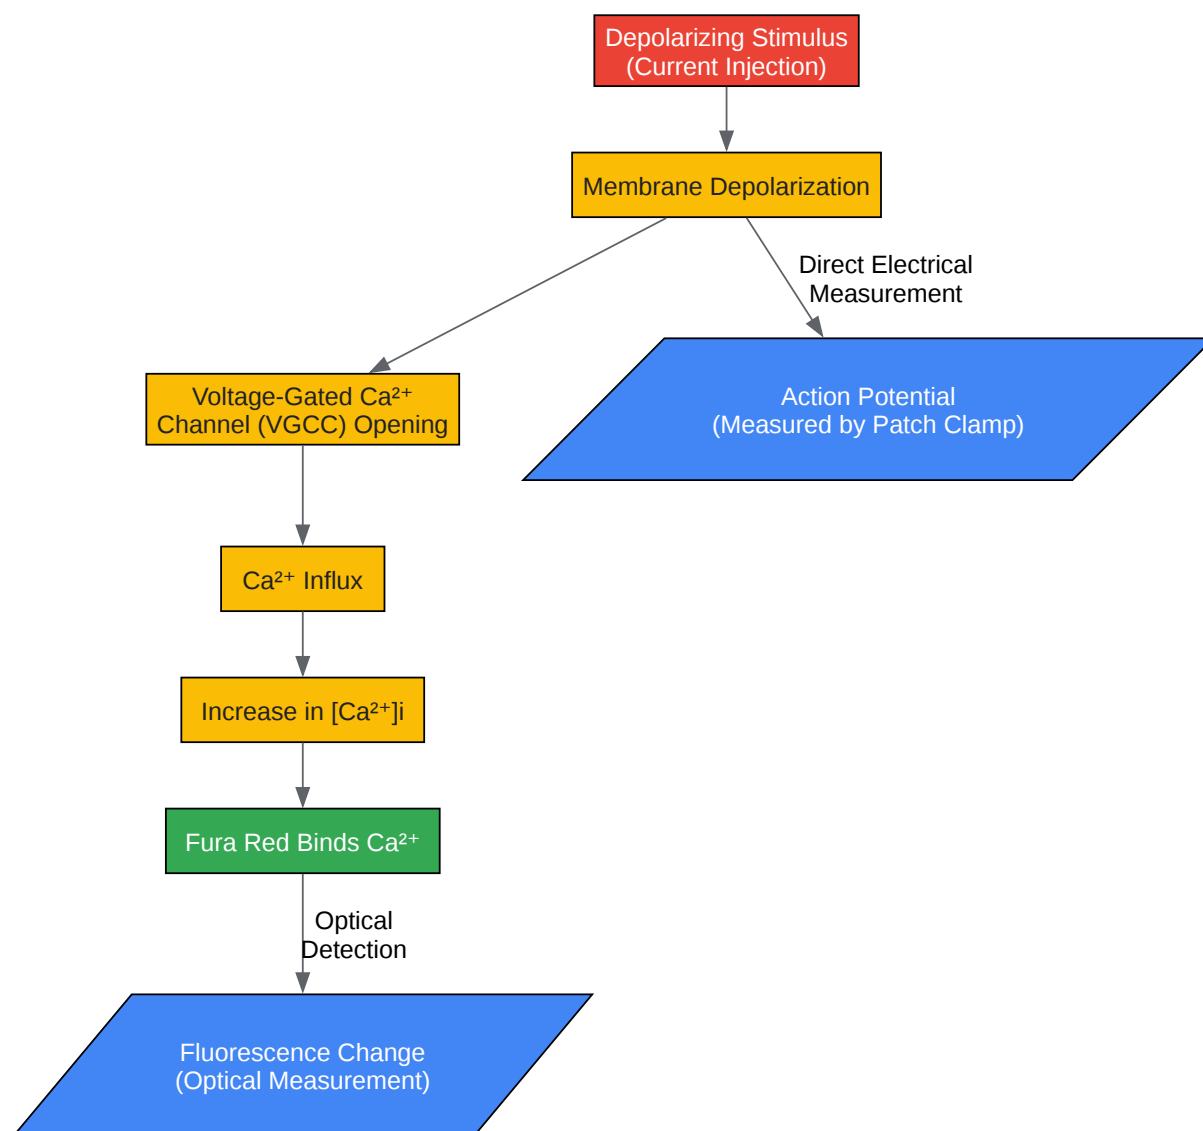 Depolarizing Stimulus
(Current Injection)
Membrane Depolarization
Direct Electrical
Measurement
Voltage-Gated Ca²⁺
Channel (VGCC) Opening
Action Potential
(Measured by Patch Clamp)
Ca²⁺ Influx
Increase in [Ca²⁺]i
Fura Red Binds Ca²⁺
Optical
Detection
Fluorescence Change
(Optical Measurement)